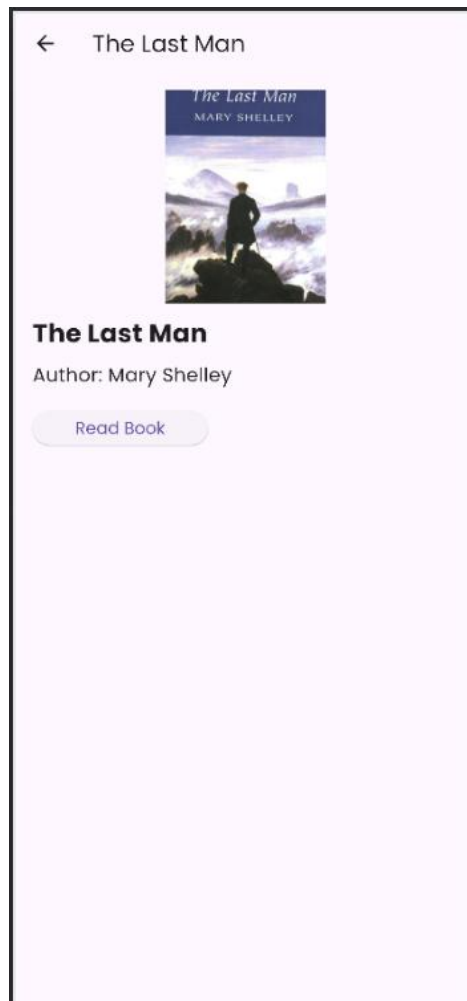 The Last Man
The Last Man
MARY SHELLEY
The Last Man
Author: Mary Shelley
Read Book